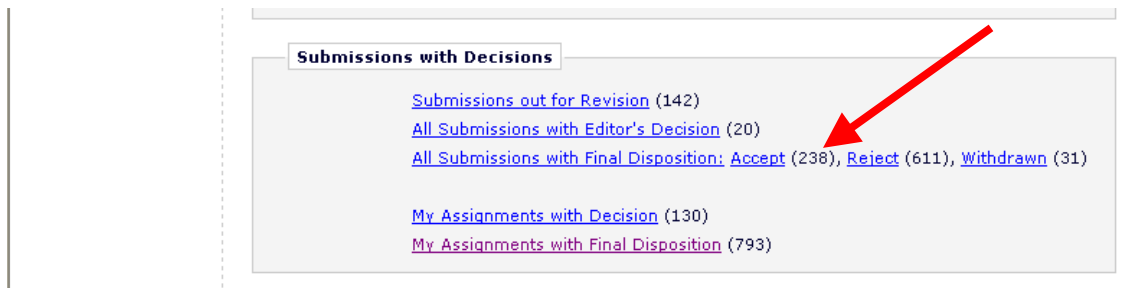 Submissions with Decisions
Submissions out for Revision (142)
All Submissions with Editor's Decision (20)
All Submissions with Final Disposition: Accept (238), Reject (611), Withdrawn (31)
My Assignments with Decision (130)
My Assignments with Final Disposition (793)